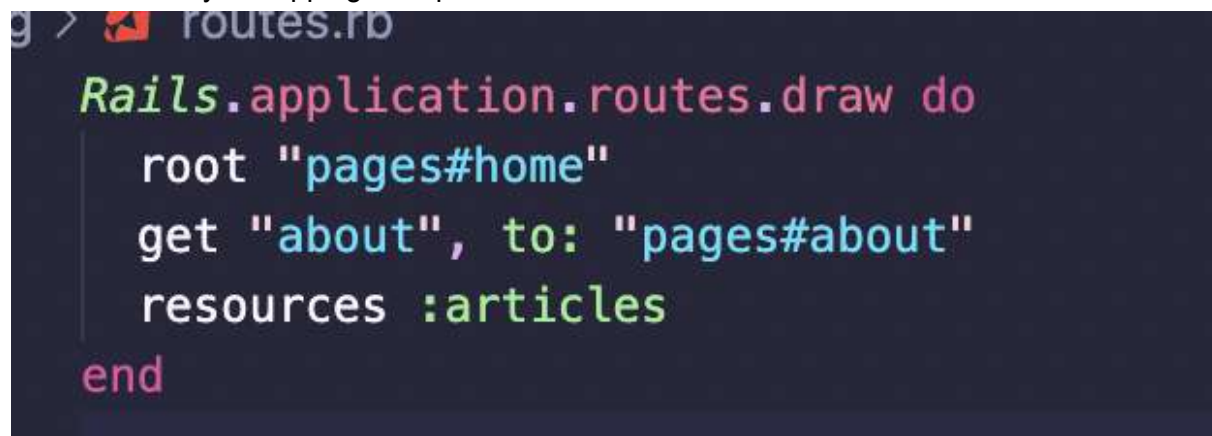 routes.rb
Rails.application.routes.draw do
root "pages#home"
get "about", to: "pages#about"
resources :articles
end